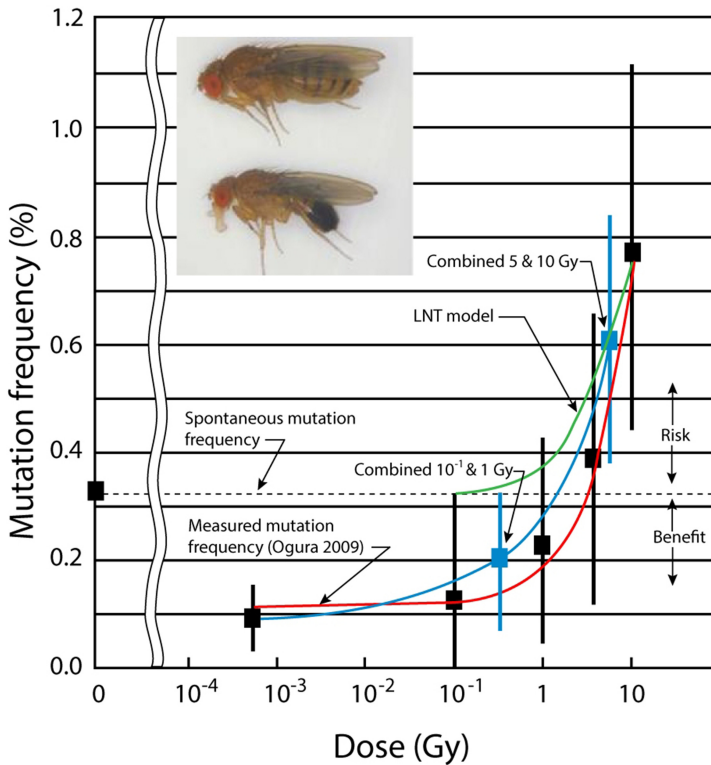 1.2
1.0
0.8
0.6
0.4
0.2
0.0
Mutation frequency (%)
Combined 5 & 10 Gy
LNT model
Spontaneous mutation
frequency
Risk
Combined 10⁻¹ & 1 Gy
Measured mutation
frequency (Ogura 2009)
Benefit
0
10⁻⁴
10⁻³
10⁻²
10⁻¹
1
10
Dose (Gy)